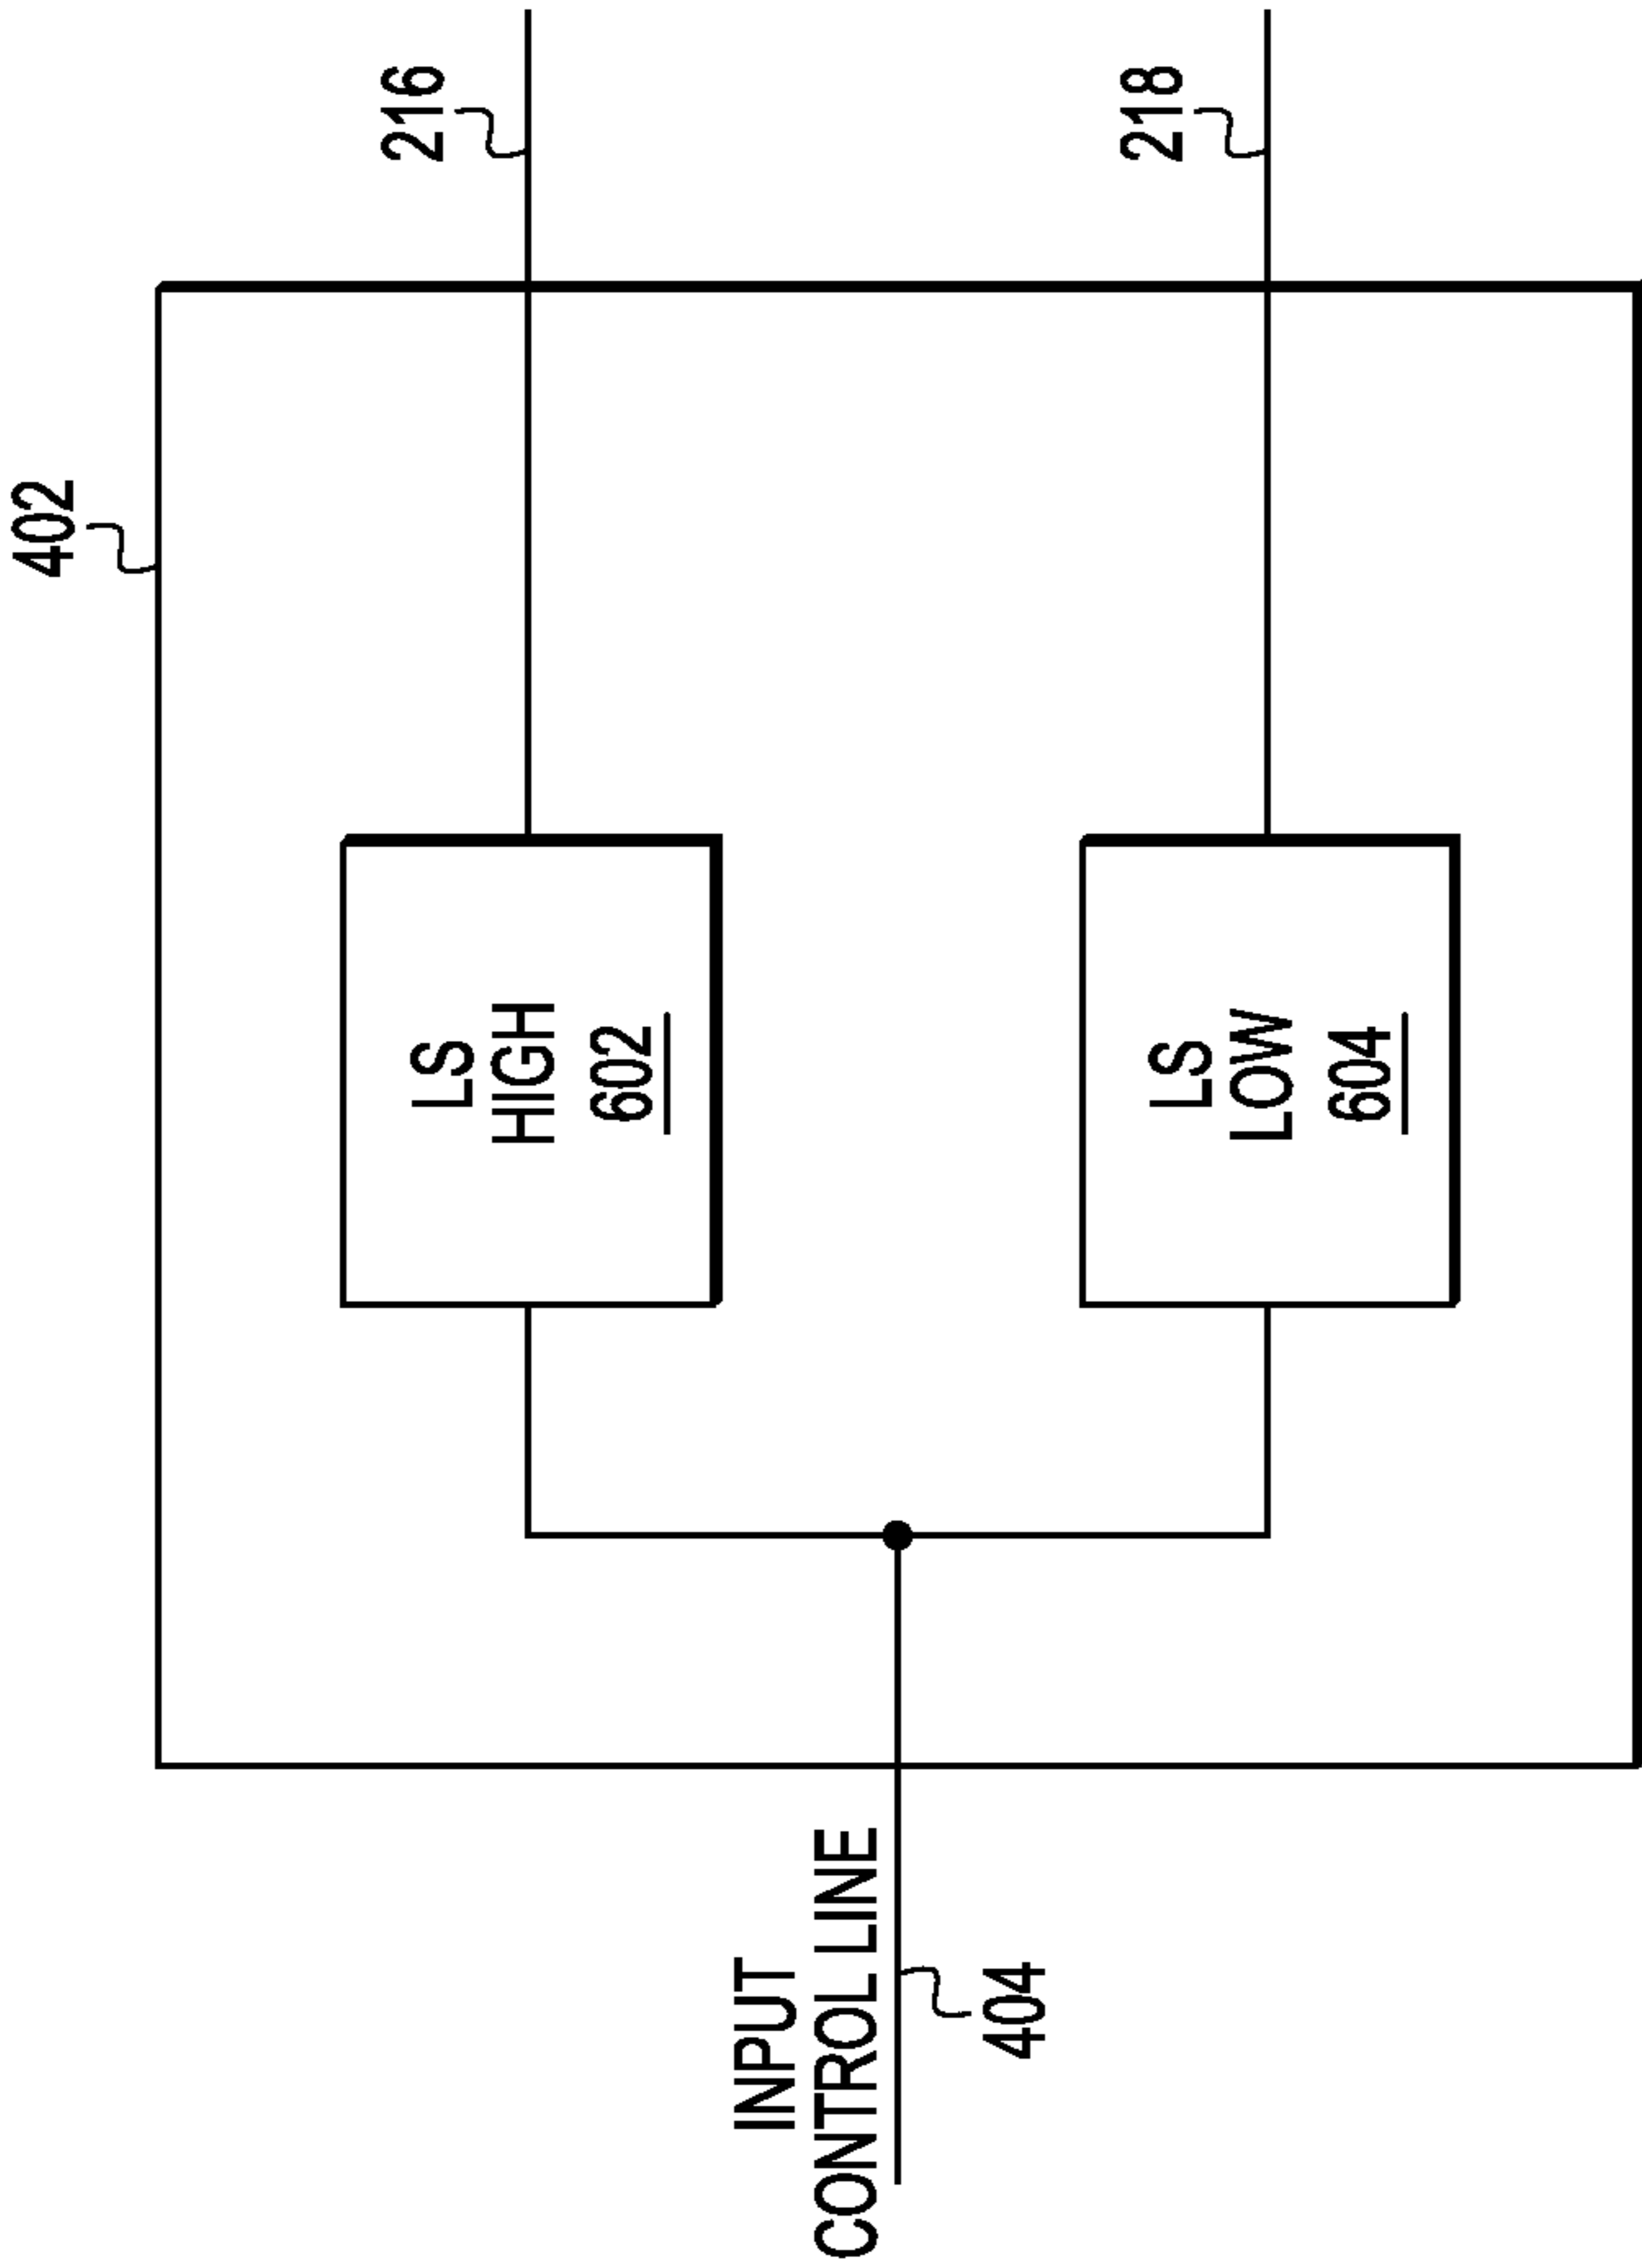 402
216
LS
HIGH
602
INPUT
CONTROL LINE
404
218
LS
LOW
604